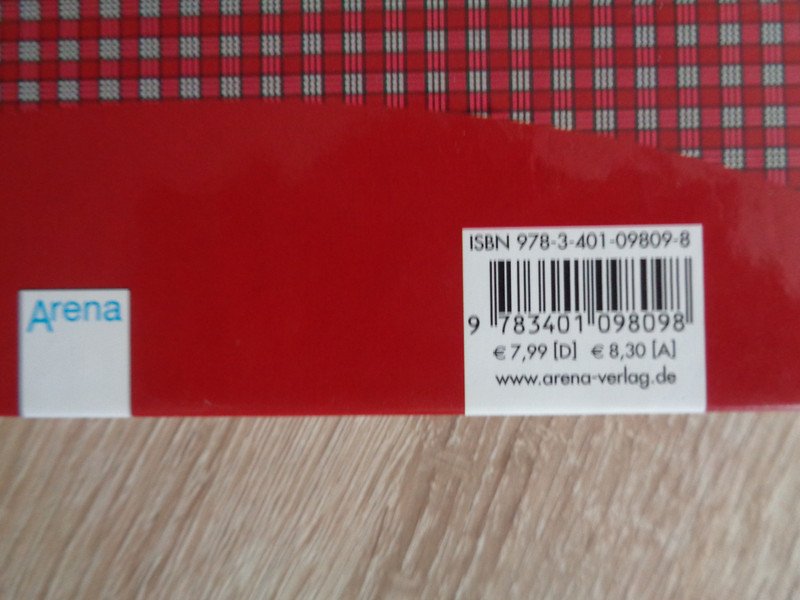 Arena
ISBN 978-3-401-09809-8
9 783401 098098
€ 7,99 [D] € 8,30 [A]
www.arena-verlag.de